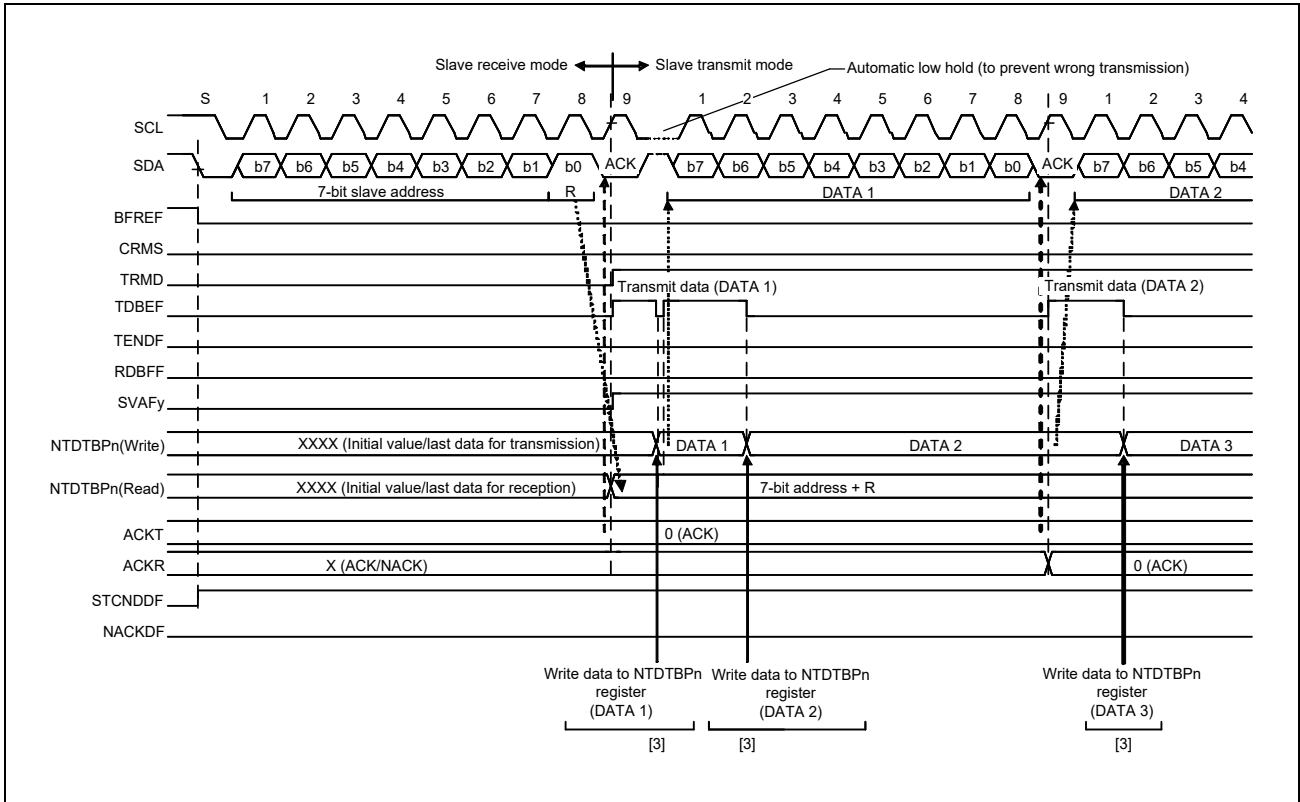 Slave receive mode
Slave transmit mode
Automatic low hold (to prevent wrong transmission)
S 1 2 3 4 5 6 7 8 9 1 2 3 4 5 6 7 8 9 1 2 3 4
SCL
SDA b7 b6 b5 b4 b3 b2 b1 b0 ACK b7 b6 b5 b4 b3 b2 b1 b0 ACK b7 b6 b5 b4
7-bit slave address R DATA 1 DATA 2
BFREF
CRMS
TRMD
Transmit data (DATA 1) Transmit data (DATA 2)
TDBEF
TENDF
RDBFF
SVAFy
NTDTBPn(Write) XXXX (Initial value/last data for transmission) DATA 1 DATA 2 DATA 3
NTDTBPn(Read) XXXX (Initial value/last data for reception) 7-bit address + R
ACKT 0 (ACK)
ACKR X (ACK/NACK) 0 (ACK)
STCNDDF
NACKDF
Write data to NTDTBPn
register
(DATA 1)
[3]
Write data to NTDTBPn
register
(DATA 2)
[3]
Write data to NTDTBPn
register
(DATA 3)
[3]